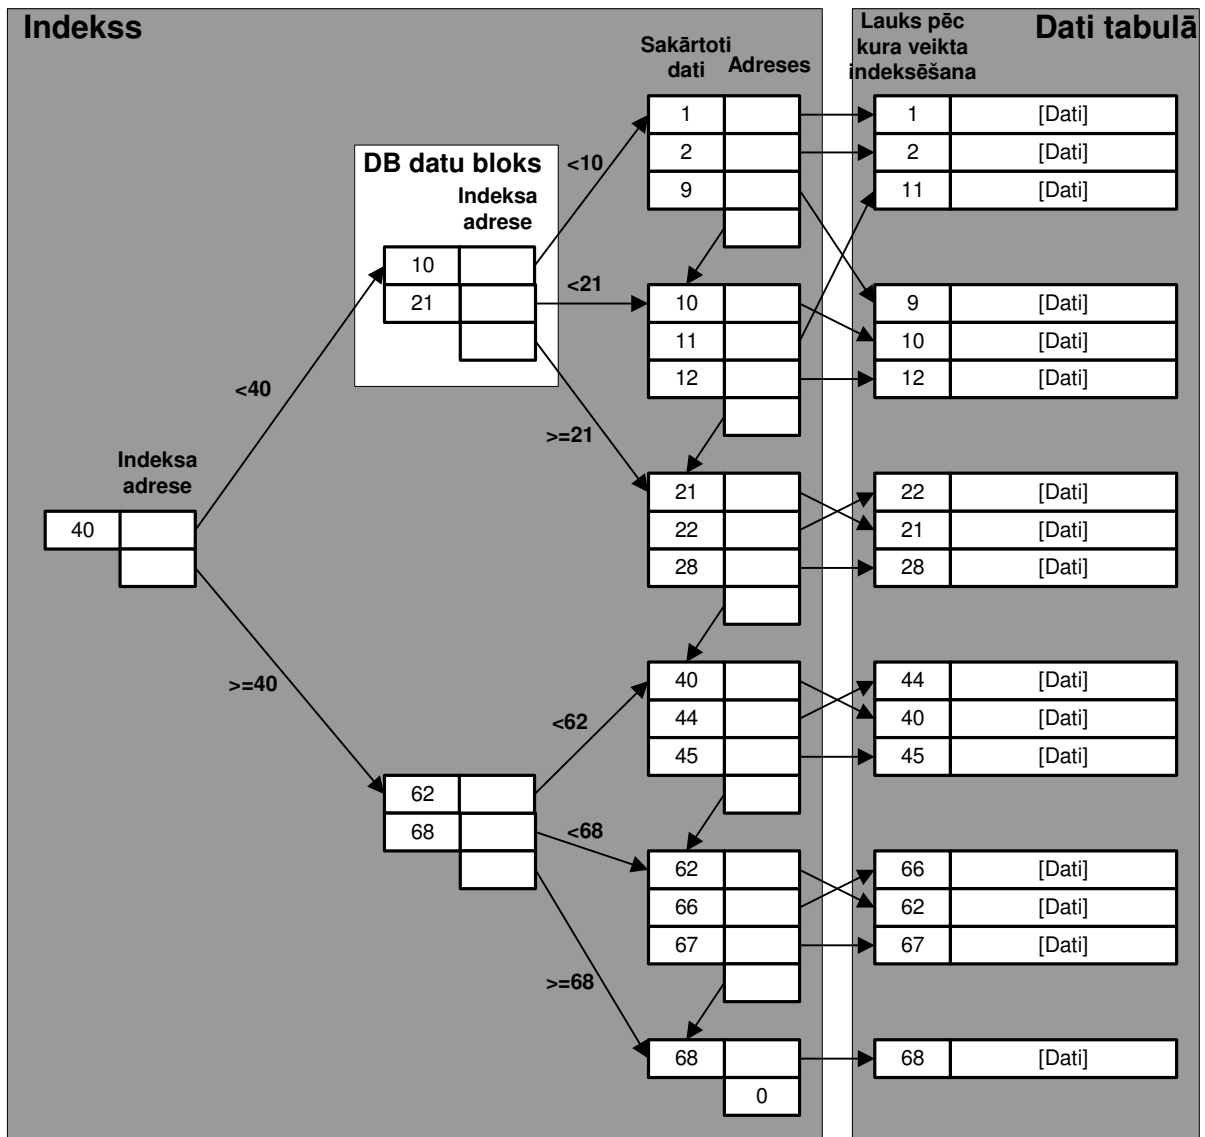 Indekss
Dati tabulā
Sakārtoti
dati
Adreses
Lauks pēc
kura veikta
indeksēšana
DB datu bloks
Indeksa
adrese
10
21
<10
<21
>=21
<40
Indeksa
adrese
40
>=40
62
68
<62
<68
>=68
1
2
9
10
11
12
21
22
28
40
44
45
62
66
67
68
0
1 [Dati]
2 [Dati]
11 [Dati]
9 [Dati]
10 [Dati]
12 [Dati]
22 [Dati]
21 [Dati]
28 [Dati]
44 [Dati]
40 [Dati]
45 [Dati]
66 [Dati]
62 [Dati]
67 [Dati]
68 [Dati]